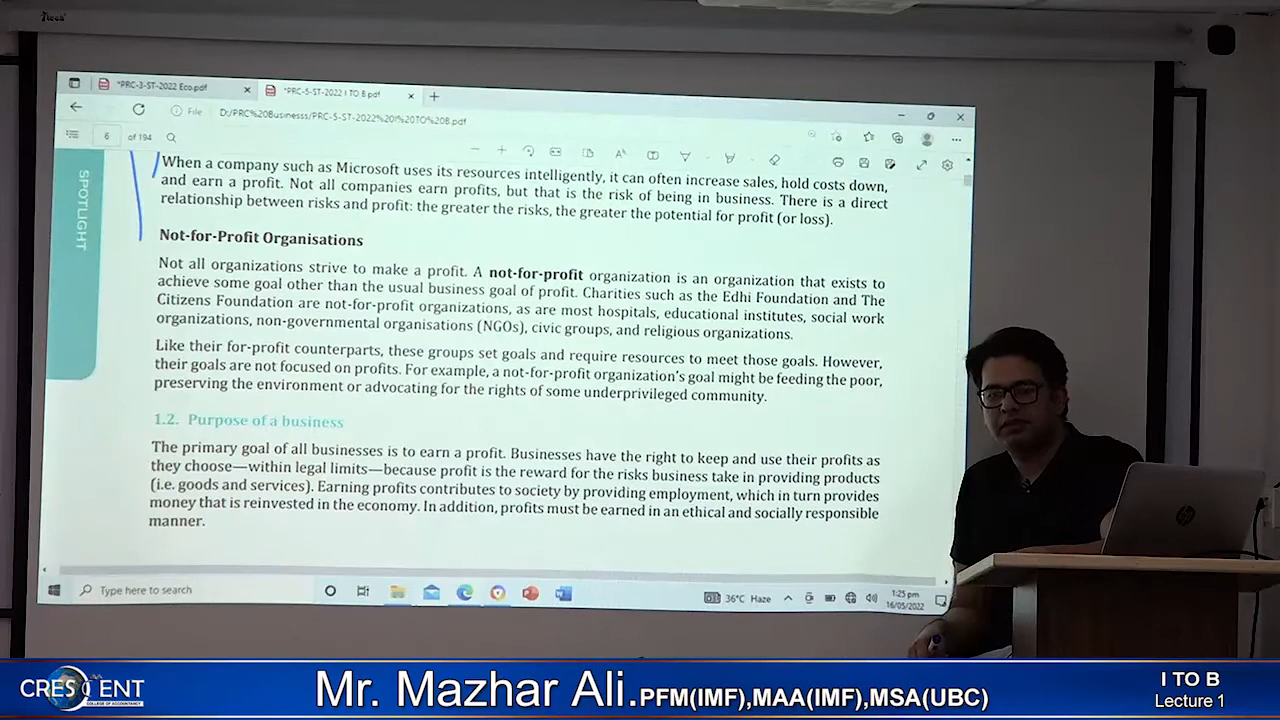 *PRC-3-ST-2022 Eco.pdf
*PRC-5-ST-2022 I TO B.pdf
File
D:/PRC%20Businesss/PRC-5-ST-2022%20I%20TO%20B.pdf
6 of 194
SPOTLIGHT
When a company such as Microsoft uses its resources intelligently, it can often increase sales, hold costs down,
and earn a profit. Not all companies earn profits, but that is the risk of being in business. There is a direct
relationship between risks and profit: the greater the risks, the greater the potential for profit (or loss).
Not-for-Profit Organisations
Not all organizations strive to make a profit. A not-for-profit organization is an organization that exists to
achieve some goal other than the usual business goal of profit. Charities such as the Edhi Foundation and The
Citizens Foundation are not-for-profit organizations, as are most hospitals, educational institutes, social work
organizations, non-governmental organisations (NGOs), civic groups, and religious organizations.
Like their for-profit counterparts, these groups set goals and require resources to meet those goals. However,
their goals are not focused on profits. For example, a not-for-profit organization's goal might be feeding the poor,
preserving the environment or advocating for the rights of some underprivileged community.
1.2. Purpose of a business
The primary goal of all businesses is to earn a profit. Businesses have the right to keep and use their profits as
they choose—within legal limits—because profit is the reward for the risks business take in providing products
(i.e. goods and services). Earning profits contributes to society by providing employment, which in turn provides
money that is reinvested in the economy. In addition, profits must be earned in an ethical and socially responsible
manner.
Type here to search
36°C Haze
1:25 pm
16/05/2022
hp
CRESCENT
COLLEGE OF ACCOUNTANCY
Mr. Mazhar Ali.PFM(IMF),MAA(IMF),MSA(UBC)
I TO B
Lecture 1